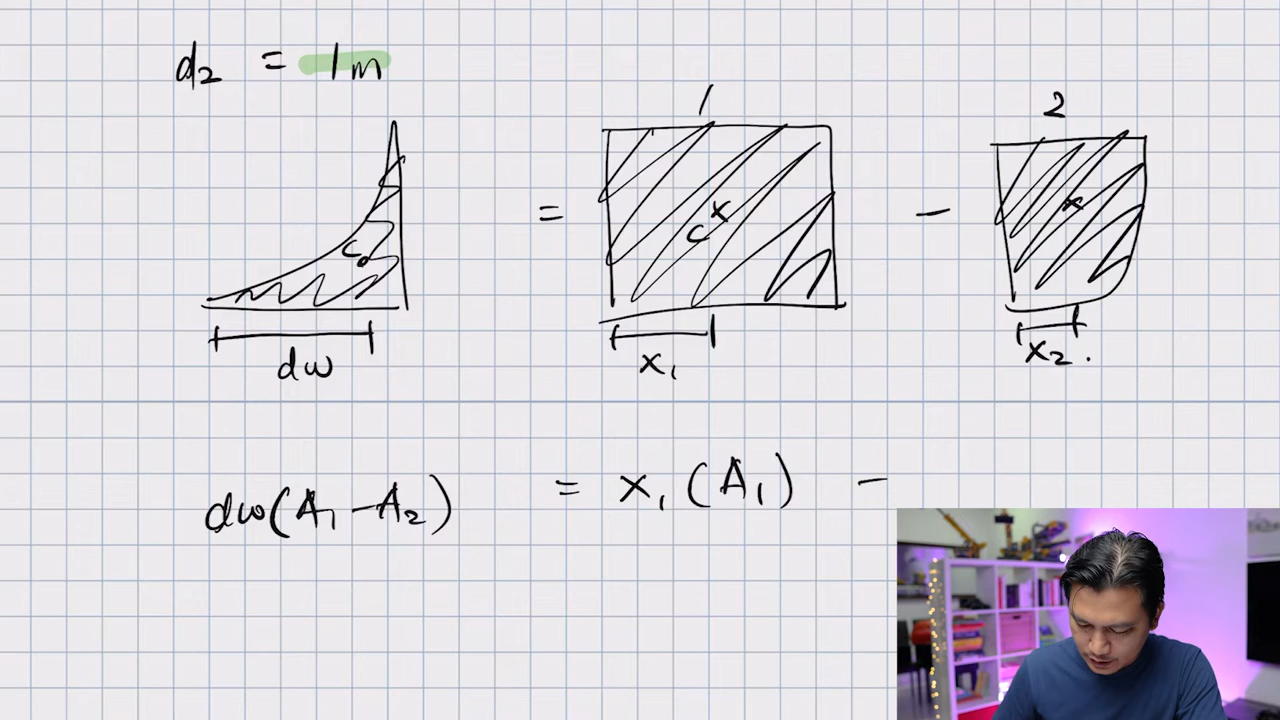 d₂ = 1m
1
2
=
-
C
C x
x
dw
x₁
x₂.
dw(A₁ - A₂) = x₁(A₁) -